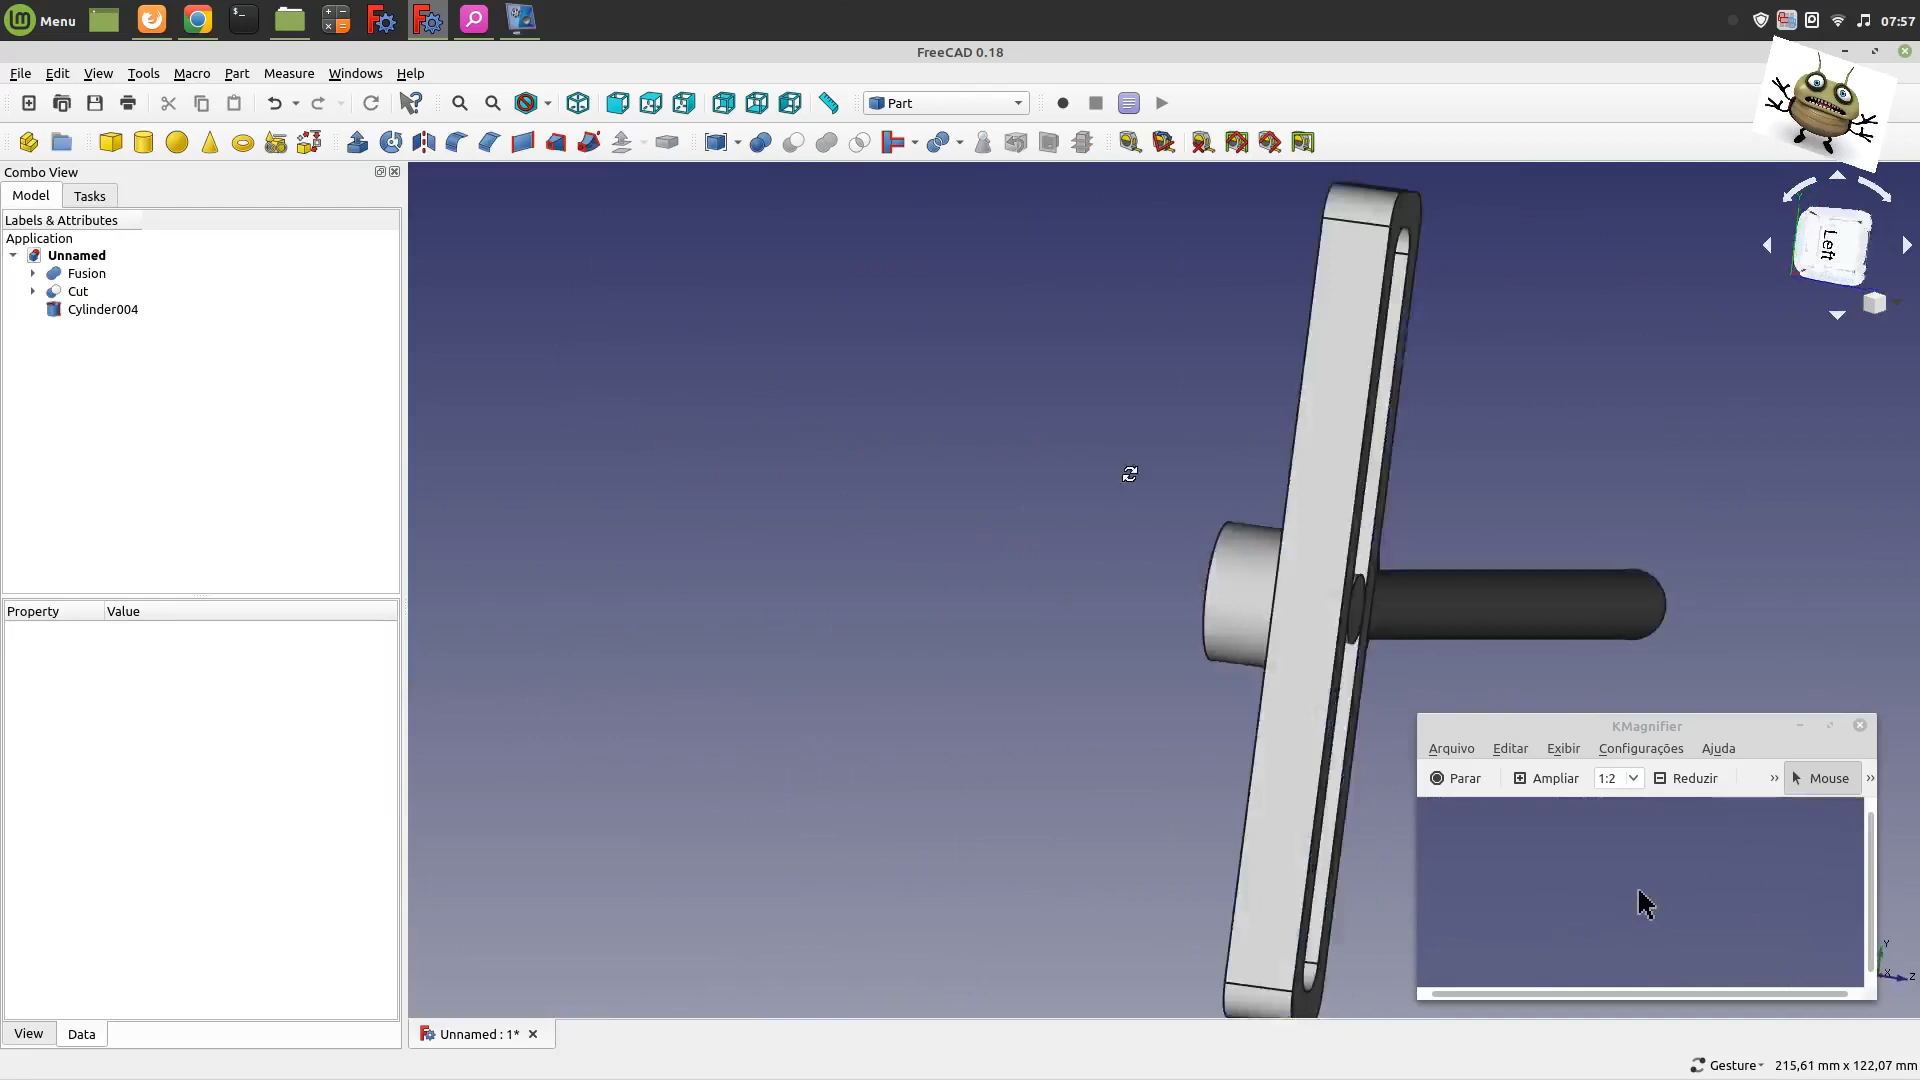 Menu
07:57
FreeCAD 0.18
File Edit View Tools Macro Part Measure Windows Help
Part
Combo View
Model Tasks
Labels & Attributes
Application
Unnamed
Fusion
Cut
Cylinder004
Left
Property Value
KMagnifier
Arquivo Editar Exibir Configurações Ajuda
Parar Ampliar 1:2 Reduzir » Mouse »
Y
X Z
View Data
Unnamed : 1*
Gesture 215,61 mm x 122,07 mm